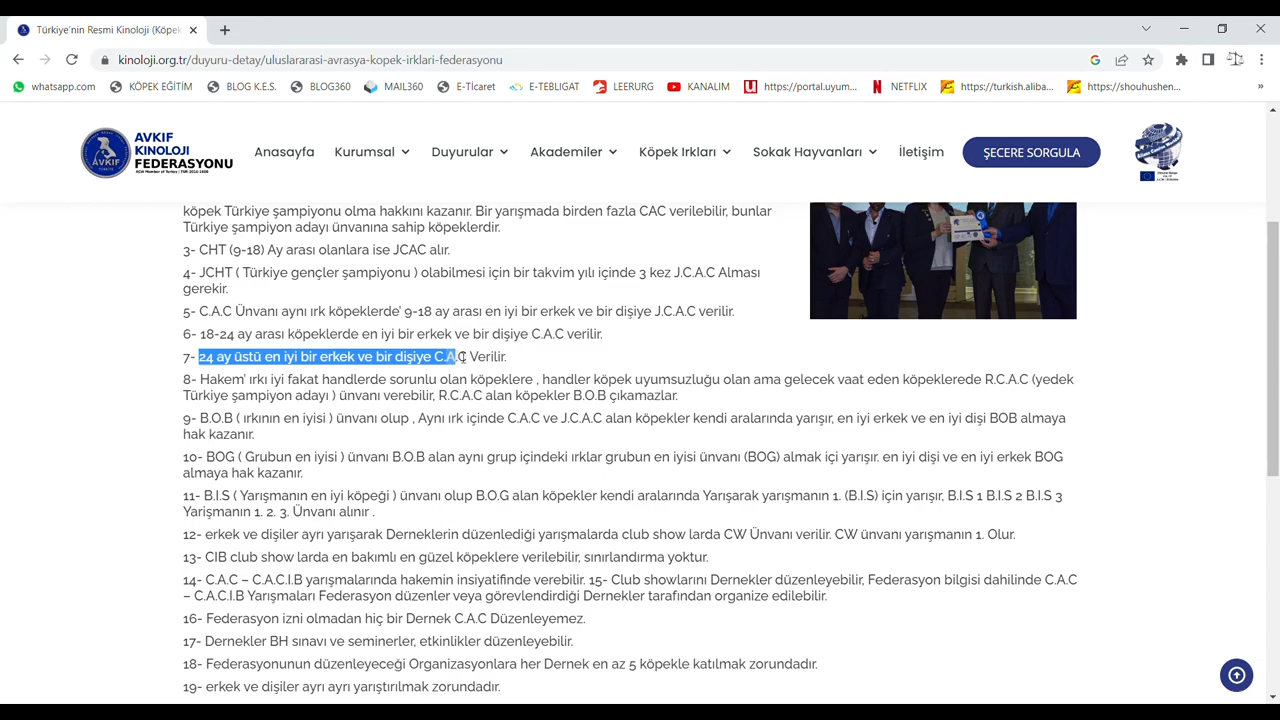 Türkiye'nin Resmi Kinoloji (Köpek
kinoloji.org.tr/duyuru-detay/uluslararasi-avrasya-kopek-irklari-federasyonu
whatsapp.com KÖPEK EĞİTİM BLOG K.E.S. BLOG360 MAIL360 E-Ticaret E-TEBLIGAT LEERURG KANALIM https://portal.uyum... NETFLIX https://turkish.aliba... https://shouhushen... »
AVKIF
KINOLOJI
FEDERASYONU
AVKIF
Anasayfa Kurumsal Duyurular Akademiler Köpek Irkları Sokak Hayvanları İletişim ŞECERE SORGULA
köpek Türkiye şampiyonu olma hakkını kazanır. Bir yarışmada birden fazla CAC verilebilir, bunlar
Türkiye şampiyon adayı ünvanına sahip köpeklerdir.
3- CHT (9-18) Ay arası olanlara ise JCAC alır.
4- JCHT ( Türkiye gençler şampiyonu ) olabilmesi için bir takvim yılı içinde 3 kez J.C.A.C Alması
gerekir.
5- C.A.C Ünvanı aynı ırk köpeklerde’ 9-18 ay arası en iyi bir erkek ve bir dişiye J.C.A.C verilir.
6- 18-24 ay arası köpeklerde en iyi bir erkek ve bir dişiye C.A.C verilir.
7- 24 ay üstü en iyi bir erkek ve bir dişiye C.A.C Verilir.
8- Hakem’ ırkı iyi fakat handlerde sorunlu olan köpeklere , handler köpek uyumsuzluğu olan ama gelecek vaat eden köpeklerede R.C.A.C (yedek
Türkiye şampiyon adayı ) ünvanı verebilir, R.C.A.C alan köpekler B.O.B çıkamazlar.
9- B.O.B ( ırkının en iyisi ) ünvanı olup , Aynı ırk içinde C.A.C ve J.C.A.C alan köpekler kendi aralarında yarışır, en iyi erkek ve en iyi dişi BOB almaya
hak kazanır.
10- BOG ( Grubun en iyisi ) ünvanı B.O.B alan aynı grup içindeki ırklar grubun en iyisi ünvanı (BOG) almak içi yarışır. en iyi dişi ve en iyi erkek BOG
almaya hak kazanır.
11- B.I.S ( Yarışmanın en iyi köpeği ) ünvanı olup B.O.G alan köpekler kendi aralarında Yarışarak yarışmanın 1. (B.I.S) için yarışır, B.I.S 1 B.I.S 2 B.I.S 3
Yarişmanın 1. 2. 3. Ünvanı alınır .
12- erkek ve dişiler ayrı yarışarak Derneklerin düzenlediği yarışmalarda club show larda CW Ünvanı verilir. CW ünvanı yarışmanın 1. Olur.
13- CIB club show larda en bakımlı en güzel köpeklere verilebilir, sınırlandırma yoktur.
14- C.A.C – C.A.C.I.B yarışmalarında hakemin insiyatifinde verebilir. 15- Club showlarını Dernekler düzenleyebilir, Federasyon bilgisi dahilinde C.A.C
– C.A.C.I.B Yarışmaları Federasyon düzenler veya görevlendirdiği Dernekler tarafından organize edilebilir.
16- Federasyon izni olmadan hiç bir Dernek C.A.C Düzenleyemez.
17- Dernekler BH sınavı ve seminerler, etkinlikler düzenleyebilir.
18- Federasyonunun düzenleyeceği Organizasyonlara her Dernek en az 5 köpekle katılmak zorundadır.
19- erkek ve dişiler ayrı ayrı yarıştırılmak zorundadır.